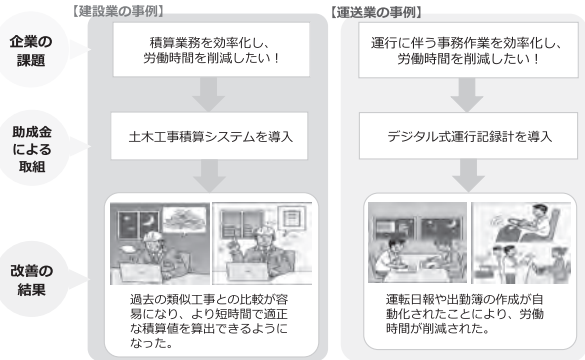 【建設業の事例】
【運送業の事例】
企業の
課題
積算業務を効率化し、
労働時間を削減したい！
運行に伴う事務作業を効率化し、
労働時間を削減したい！
助成金
による
取組
土木工事積算システムを導入
デジタル式運行記録計を導入
改善の
結果
過去の類似工事との比較が容
易になり、より短時間で適正
な積算値を算出できるように
なった。
運転日報や出勤簿の作成が自
動化されたことにより、労働
時間が削減された。